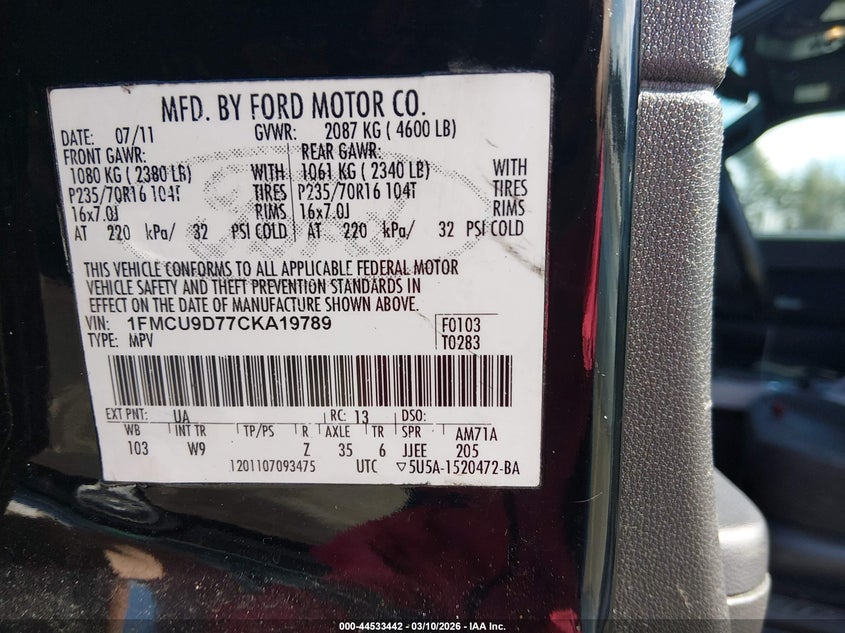 MFD. BY FORD MOTOR CO.
DATE: 07/11 GVWR: 2087 KG ( 4600 LB)
FRONT GAWR: REAR GAWR:
1080 KG ( 2380 LB) WITH 1061 KG ( 2340 LB) WITH
P235/70R16 104T TIRES P235/70R16 104T TIRES
16x7.0J RIMS 16x7.0J RIMS
AT 220 kPa/ 32 PSI COLD AT 220 kPa/ 32 PSI COLD
THIS VEHICLE CONFORMS TO ALL APPLICABLE FEDERAL MOTOR
VEHICLE SAFETY AND THEFT PREVENTION STANDARDS IN
EFFECT ON THE DATE OF MANUFACTURE SHOWN ABOVE.
VIN: 1FMCU9D77CKA19789 F0103
TYPE: MPV T0283
EXT PNT: UA RC: 13 DSO:
WB INT TR TP/PS R AXLE TR SPR AM71A
103 W9 Z 35 6 JJEE 205
1201107093475 UTC ▽5U5A-1520472-BA
000-44533442 - 03/10/2026 - IAA Inc.